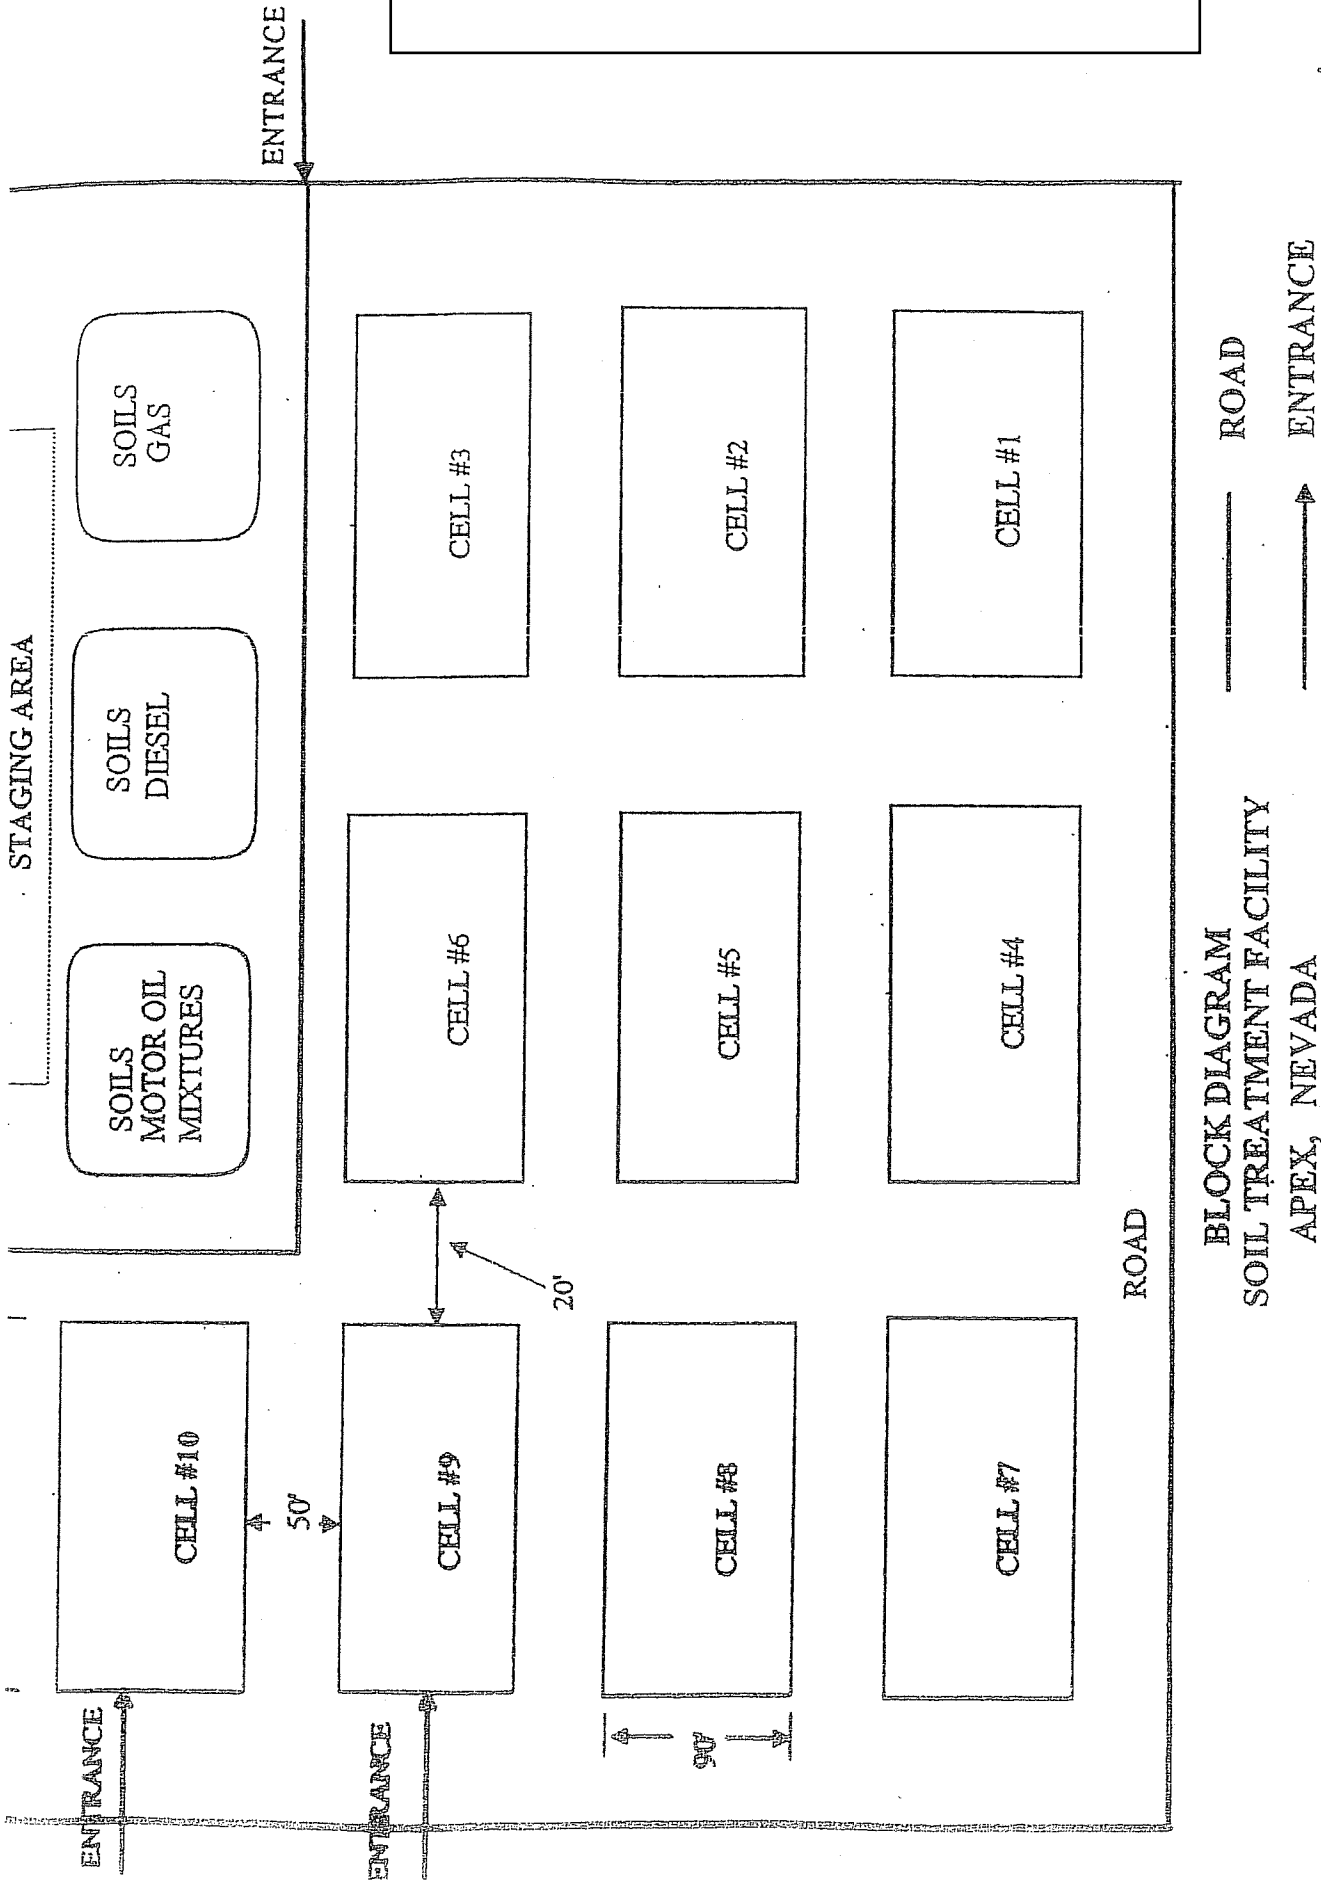 STAGING AREA
SOILS
MOTOR OIL
MIXTURES
SOILS
DIESEL
SOILS
GAS
ENTRANCE
ENTRANCE
CELL #10
50'
ENTRANCE
CELL #9
20'
CELL #6
CELL #3
90'
CELL #8
CELL #5
CELL #2
CELL #7
CELL #4
CELL #1
ROAD
BLOCK DIAGRAM
SOIL TREATMENT FACILITY
APEX, NEVADA
ROAD
ENTRANCE